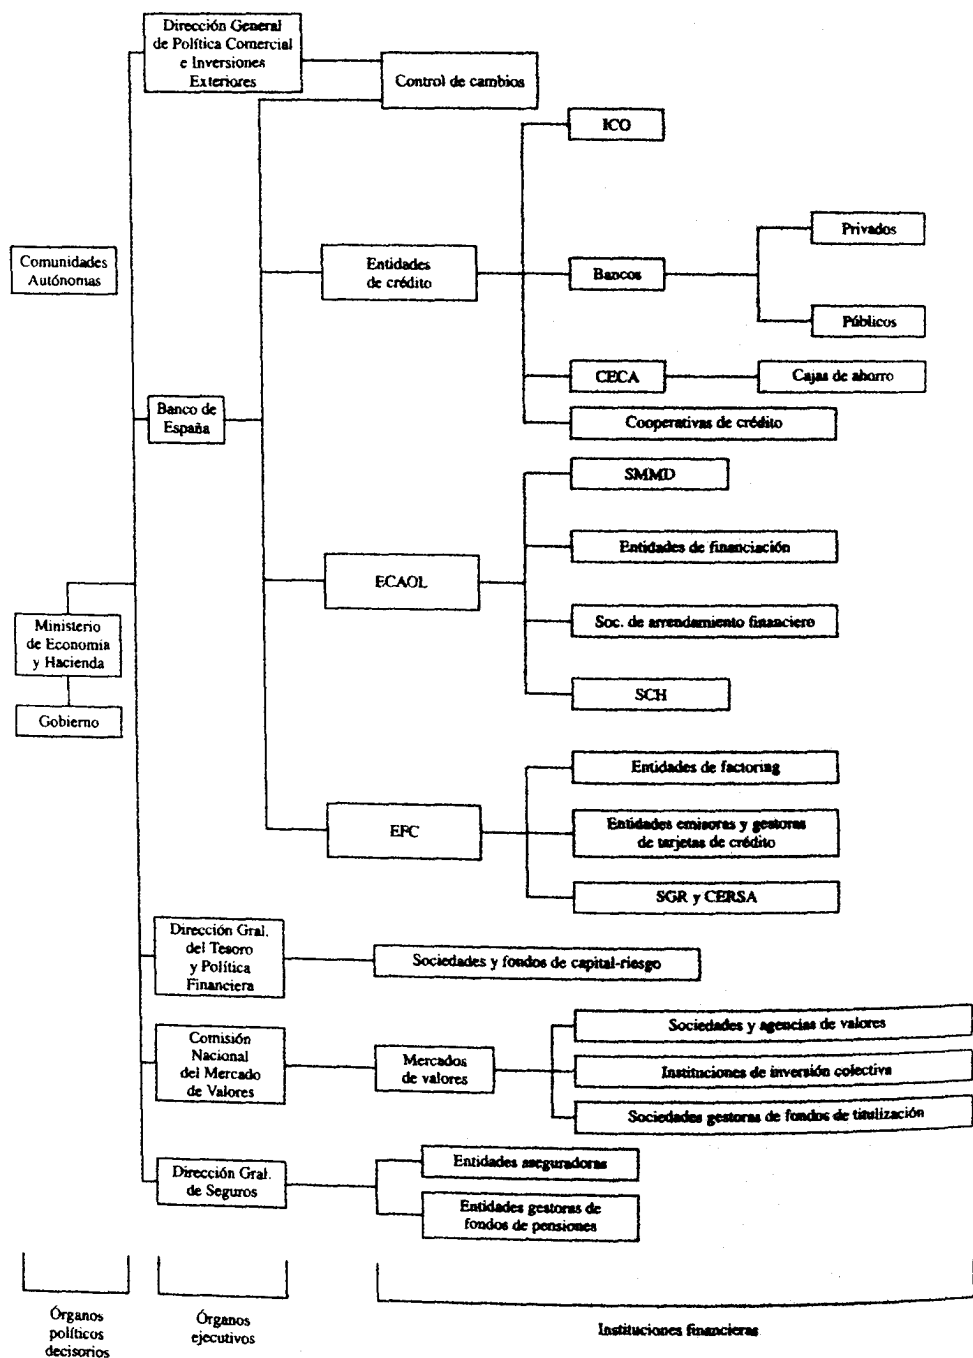 Dirección General
de Política Comercial
e Inversiones
Exteriores
Control de cambios
ICO
Privados
Comunidades
Autónomas
Entidades
de crédito
Bancos
Públicos
CECA
Cajas de ahorro
Banco de
España
Cooperativas de crédito
SMMD
Entidades de financiación
ECAOL
Soc. de arrendamiento financiero
Ministerio
de Economía
y Hacienda
SCH
Gobierno
Entidades de factoring
EFC
Entidades emisoras y gestoras
de tarjetas de crédito
SGR y CERSA
Dirección Gral.
del Tesoro
y Política
Financiera
Sociedades y fondos de capital-riesgo
Comisión
Nacional
del Mercado
de Valores
Mercados
de valores
Sociedades y agencias de valores
Instituciones de inversión colectiva
Sociedades gestoras de fondos de titulización
Dirección Gral.
de Seguros
Entidades aseguradoras
Entidades gestoras de
fondos de pensiones
Órganos
políticos
decisorios
Órganos
ejecutivos
Instituciones financieras